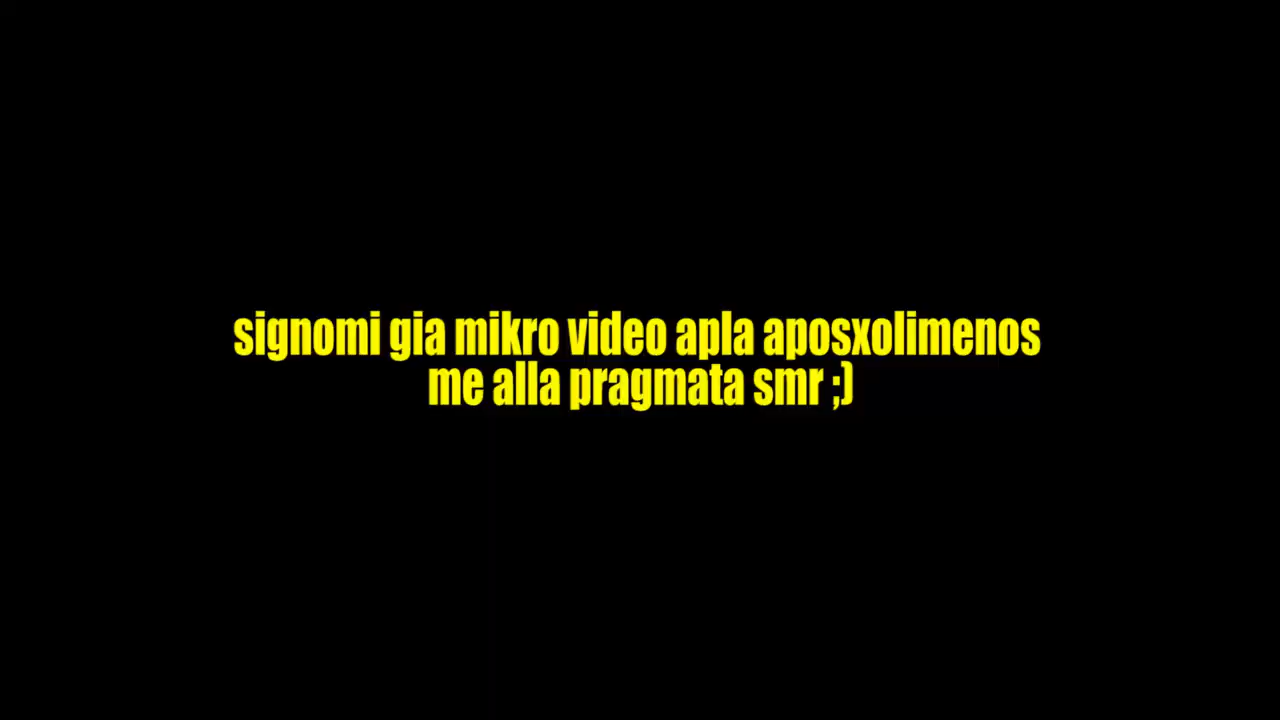 signomi gia mikro video apla aposxolimenos
me alla pragmata smr ;)